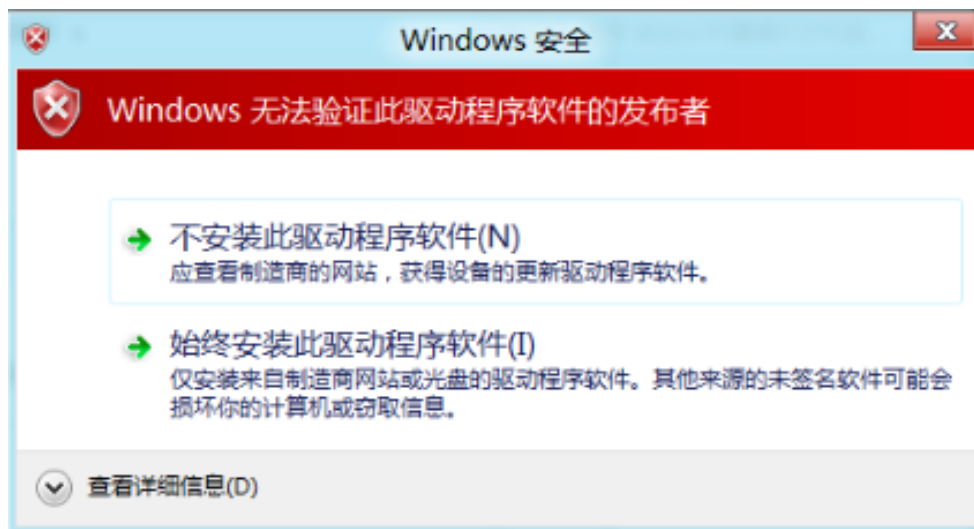 Windows 安全
Windows 无法验证此驱动程序软件的发布者
不安装此驱动程序软件(N)
应查看制造商的网站，获得设备的更新驱动程序软件。
始终安装此驱动程序软件(I)
仅安装来自制造商网站或光盘的驱动程序软件。其他来源的未签名软件可能会
损坏你的计算机或窃取信息。
查看详细信息(D)